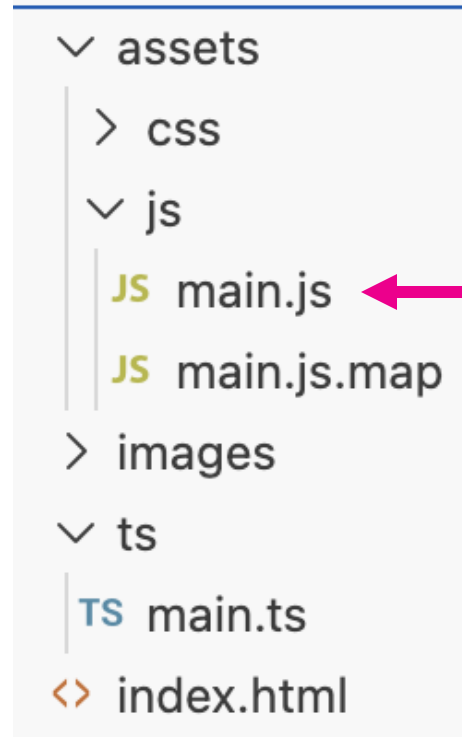 assets
css
js
JS main.js
JS main.js.map
images
ts
TS main.ts
<> index.html